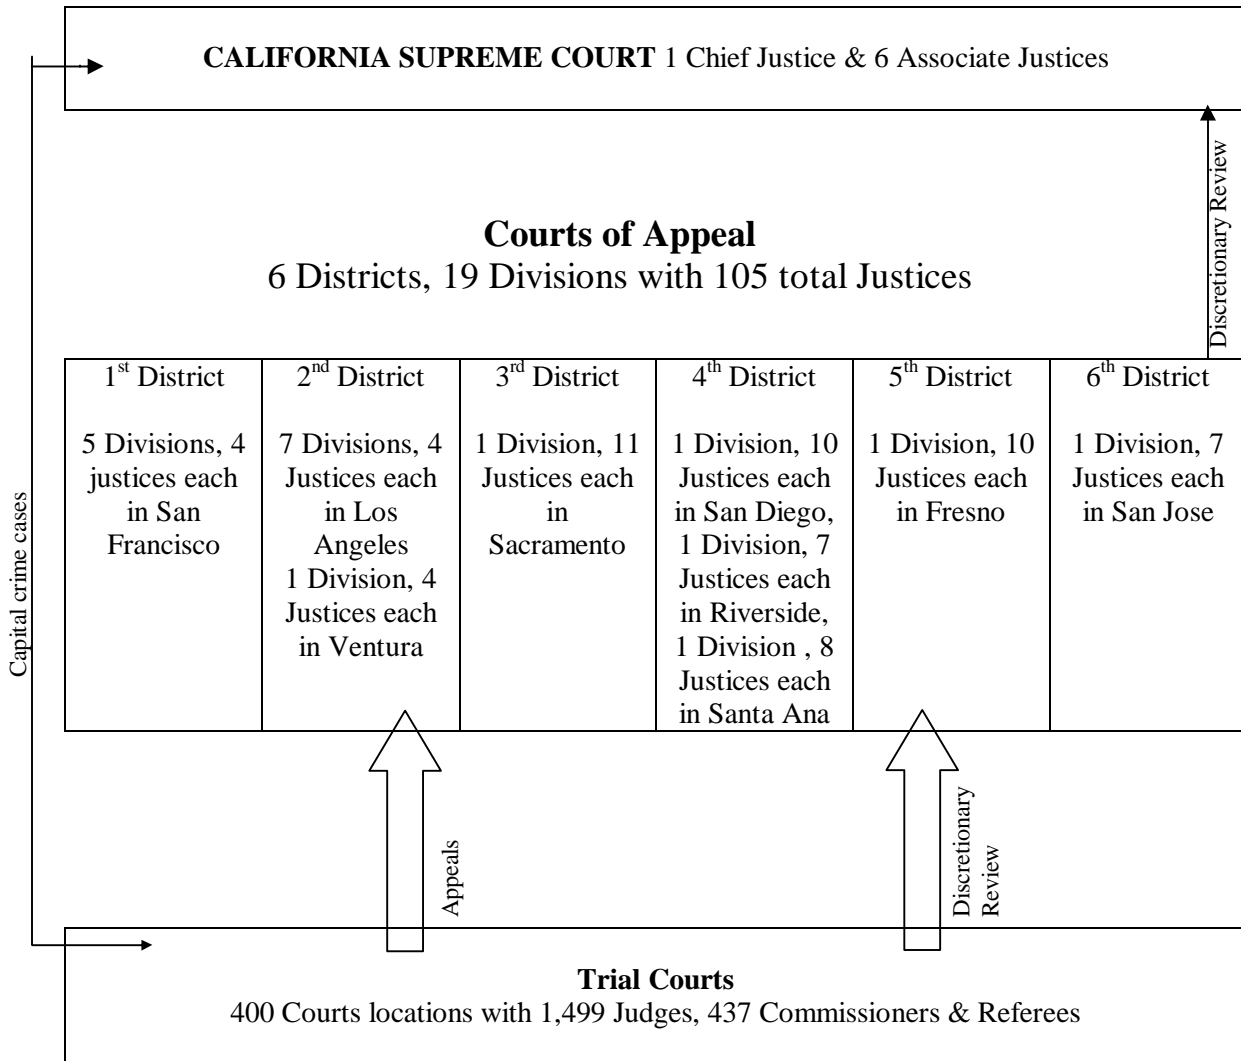 CALIFORNIA SUPREME COURT 1 Chief Justice & 6 Associate Justices
Discretionary Review
Courts of Appeal
6 Districts, 19 Divisions with 105 total Justices
1st District
5 Divisions, 4
justices each
in San
Francisco
2nd District
7 Divisions, 4
Justices each
in Los
Angeles
1 Division, 4
Justices each
in Ventura
3rd District
1 Division, 11
Justices each
in
Sacramento
4th District
1 Division, 10
Justices each
in San Diego,
1 Division, 7
Justices each
in Riverside,
1 Division , 8
Justices each
in Santa Ana
5th District
1 Division, 10
Justices each
in Fresno
6th District
1 Division, 7
Justices each
in San Jose
Capital crime cases
Appeals
Discretionary
Review
Trial Courts
400 Courts locations with 1,499 Judges, 437 Commissioners & Referees